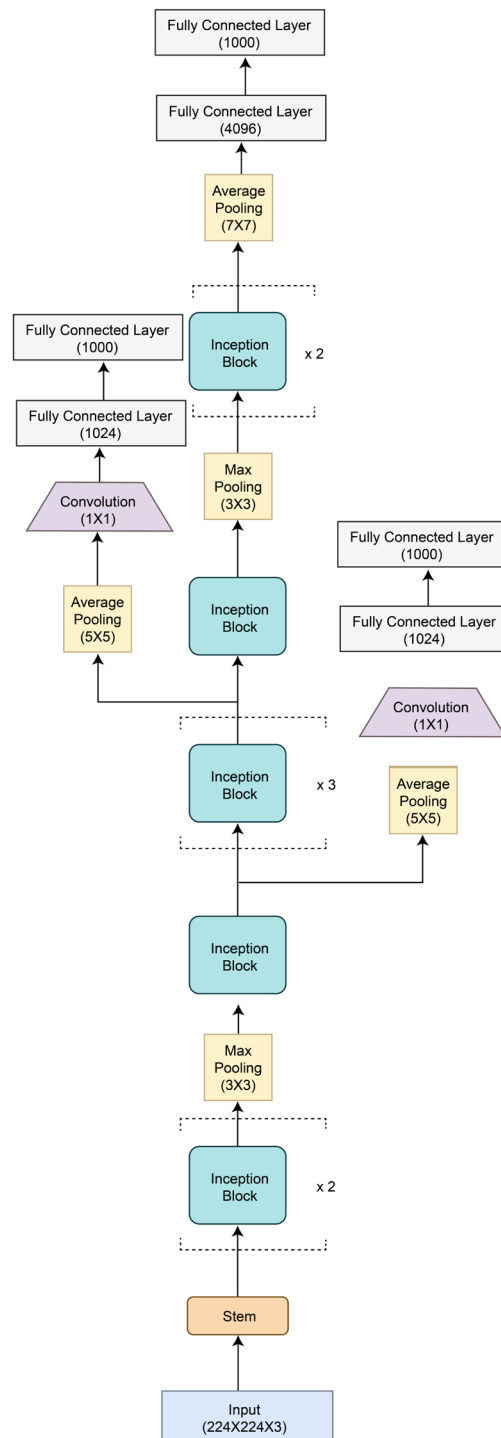 Fully Connected Layer
(1000)
Fully Connected Layer
(4096)
Average
Pooling
(7X7)
Inception
Block
x 2
Fully Connected Layer
(1000)
Fully Connected Layer
(1024)
Convolution
(1X1)
Max
Pooling
(3X3)
Fully Connected Layer
(1000)
Average
Pooling
(5X5)
Inception
Block
Fully Connected Layer
(1024)
Convolution
(1X1)
Inception
Block
x 3
Average
Pooling
(5X5)
Inception
Block
Max
Pooling
(3X3)
Inception
Block
x 2
Stem
Input
(224X224X3)